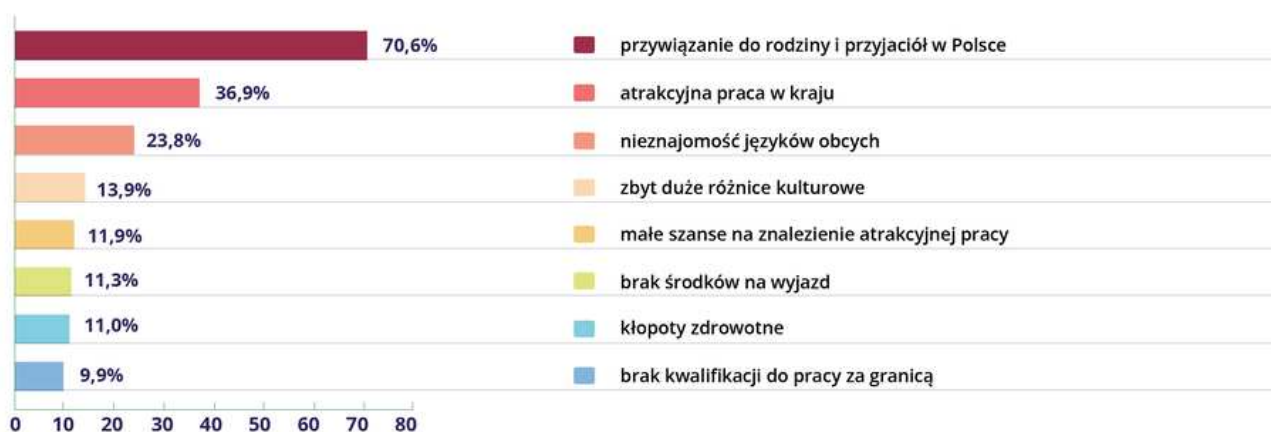 70,6% przywiązanie do rodziny i przyjaciół w Polsce
36,9% atrakcyjna praca w kraju
23,8% nieznajomość języków obcych
13,9% zbyt duże różnice kulturowe
11,9% małe szanse na znalezienie atrakcyjnej pracy
11,3% brak środków na wyjazd
11,0% kłopoty zdrowotne
9,9% brak kwalifikacji do pracy za granicą
0 10 20 30 40 50 60 70 80